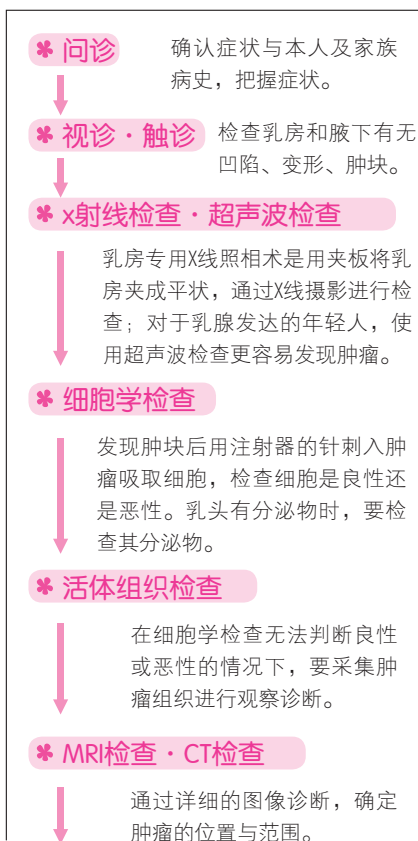 * 问诊 确认症状与本人及家族
病史，把握症状。
* 视诊·触诊 检查乳房和腋下有无
凹陷、变形、肿块。
* x射线检查·超声波检查
乳房专用X线照相术是用夹板将乳
房夹成平状，通过X线摄影进行检
查；对于乳腺发达的年轻人，使
用超声波检查更容易发现肿瘤。
* 细胞学检查
发现肿块后用注射器的针刺入肿
瘤吸取细胞，检查细胞是良性还
是恶性。乳头有分泌物时，要检
查其分泌物。
* 活体组织检查
在细胞学检查无法判断良性
或恶性的情况下，要采集肿
瘤组织进行观察诊断。
* MRI检查·CT检查
通过详细的图像诊断，确定
肿瘤的位置与范围。